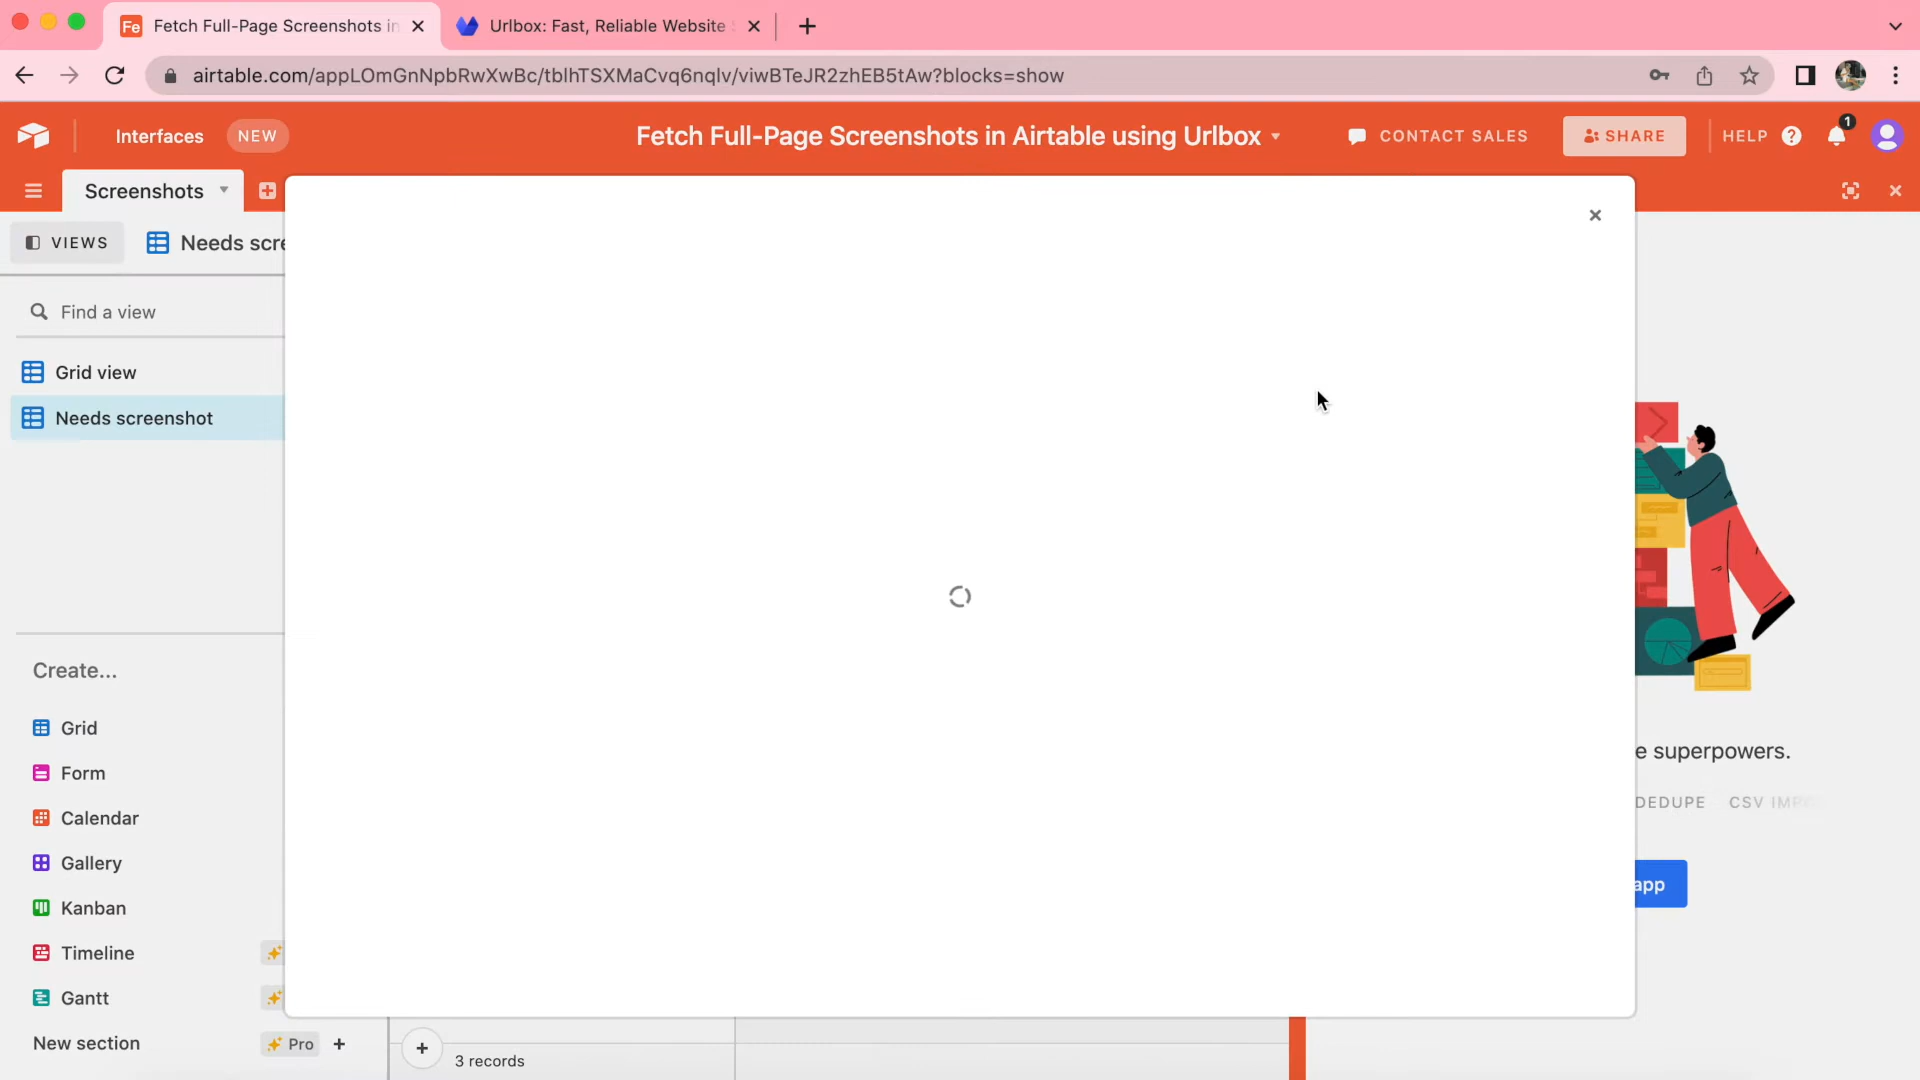 Fe Fetch Full-Page Screenshots in
Urlbox: Fast, Reliable Website
airtable.com/appLOmGnNpbRwXwBc/tblhTSXMaCvq6nqlv/viwBTeJR2zhEB5tAw?blocks=show
Interfaces NEW
Fetch Full-Page Screenshots in Airtable using Urlbox
CONTACT SALES
SHARE
HELP
1
Screenshots
VIEWS
Needs scre
Find a view
Grid view
Needs screenshot
Create...
Grid
Form
Calendar
Gallery
Kanban
Timeline
Gantt
New section Pro +
3 records
e superpowers.
DEDUPE CSV IMPO
app